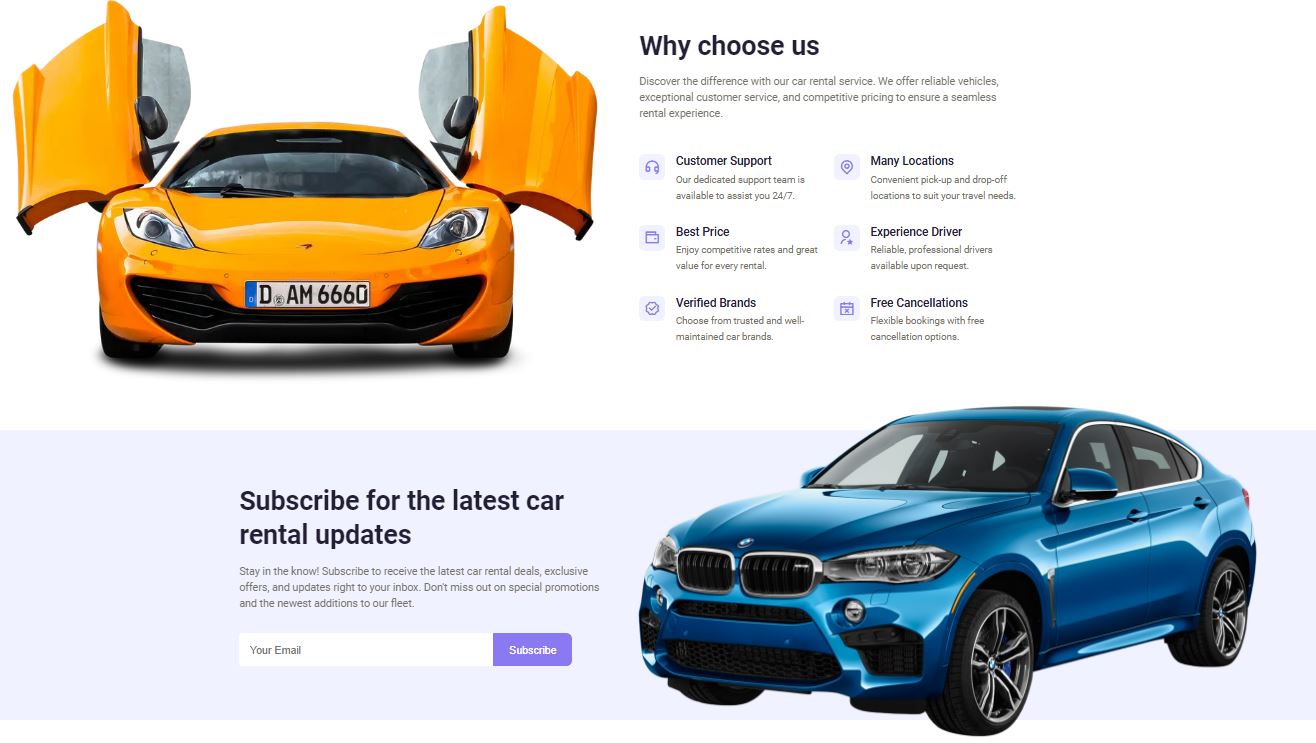 Why choose us
Discover the difference with our car rental service. We offer reliable vehicles,
exceptional customer service, and competitive pricing to ensure a seamless
rental experience.
Customer Support
Our dedicated support team is
available to assist you 24/7.
Many Locations
Convenient pick-up and drop-off
locations to suit your travel needs.
Best Price
Enjoy competitive rates and great
value for every rental.
Experience Driver
Reliable, professional drivers
available upon request.
Verified Brands
Choose from trusted and well-
maintained car brands.
Free Cancellations
Flexible bookings with free
cancellation options.
D AM 6660
Subscribe for the latest car
rental updates
Stay in the know! Subscribe to receive the latest car rental deals, exclusive
offers, and updates right to your inbox. Don't miss out on special promotions
and the newest additions to our fleet.
Your Email
Subscribe